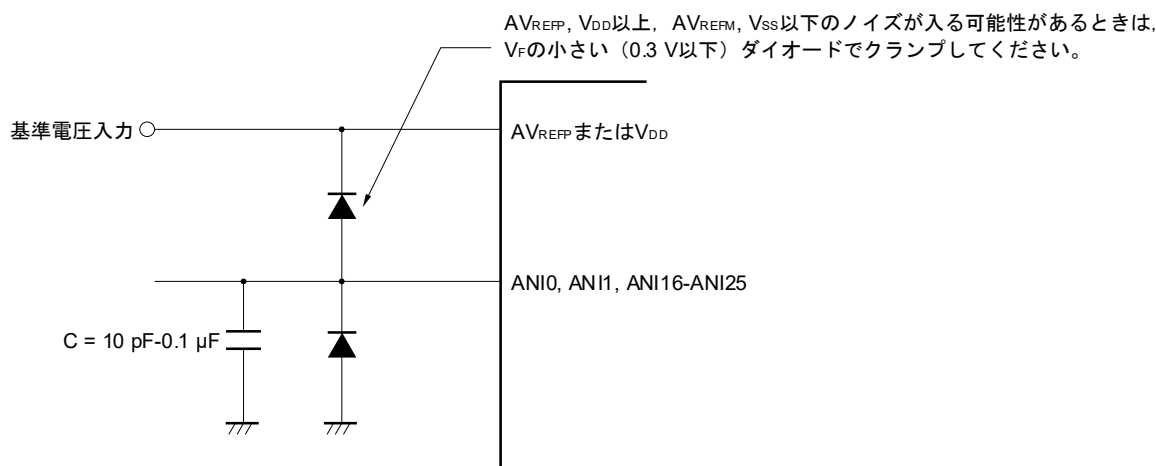 AVREFP, VDD以上，AVREFM, VSS以下のノイズが入る可能性があるときは，
VFの小さい（0.3 V以下）ダイオードでクランプしてください。
基準電圧入力
AVREFPまたはVDD
ANI0, ANI1, ANI16-ANI25
C = 10 pF-0.1 μF